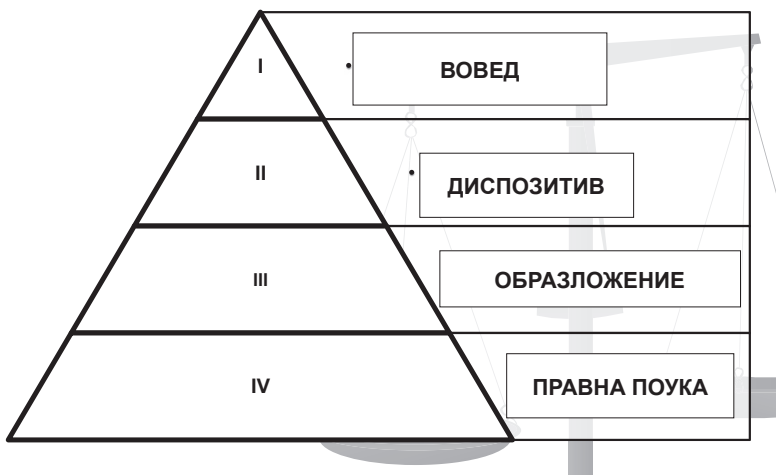 I
• ВОВЕД
II
• ДИСПОЗИТИВ
III
ОБРАЗЛОЖЕНИЕ
IV
ПРАВНА ПОУКА